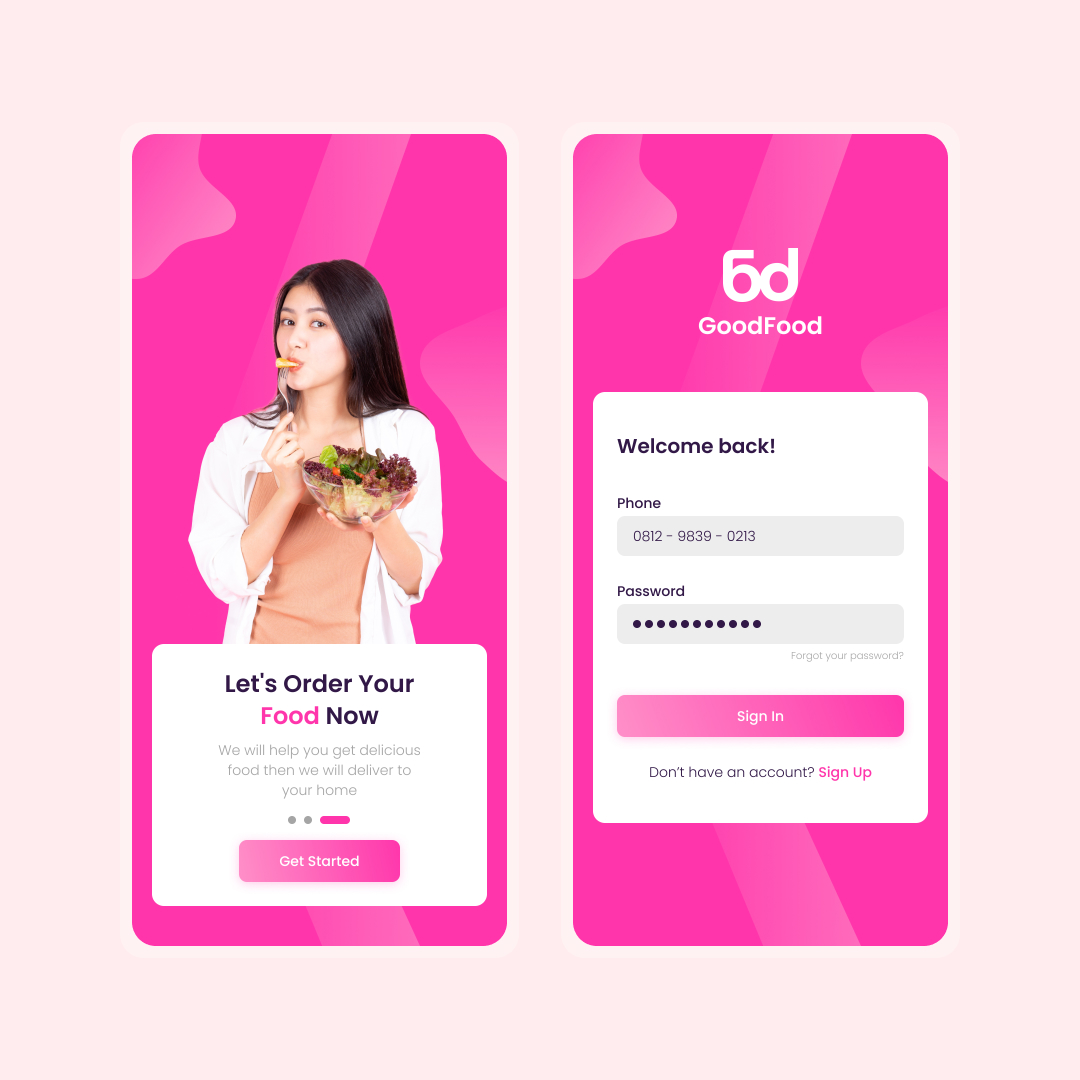 Let's Order Your
Food Now
We will help you get delicious
food then we will deliver to
your home
Get Started
GoodFood
Welcome back!
Phone
0812 - 9839 - 0213
Password
Forgot your password?
Sign In
Don’t have an account? Sign Up